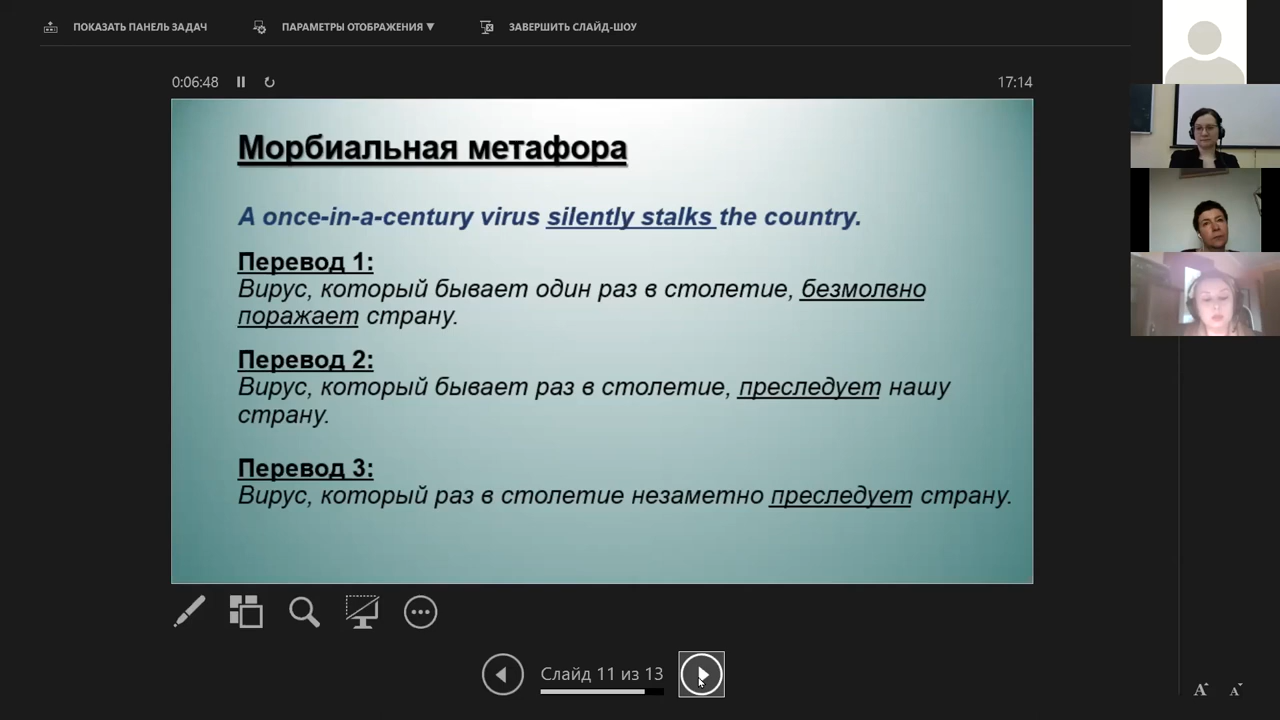 ПОКАЗАТЬ ПАНЕЛЬ ЗАДАЧ ПАРАМЕТРЫ ОТОБРАЖЕНИЯ ▼ ЗАВЕРШИТЬ СЛАЙД-ШОУ
0:06:48 17:14
Морбиальная метафора
A once-in-a-century virus silently stalks the country.
Перевод 1:
Вирус, который бывает один раз в столетие, безмолвно
поражает страну.
Перевод 2:
Вирус, который бывает раз в столетие, преследует нашу
страну.
Перевод 3:
Вирус, который раз в столетие незаметно преследует страну.
Слайд 11 из 13
A A